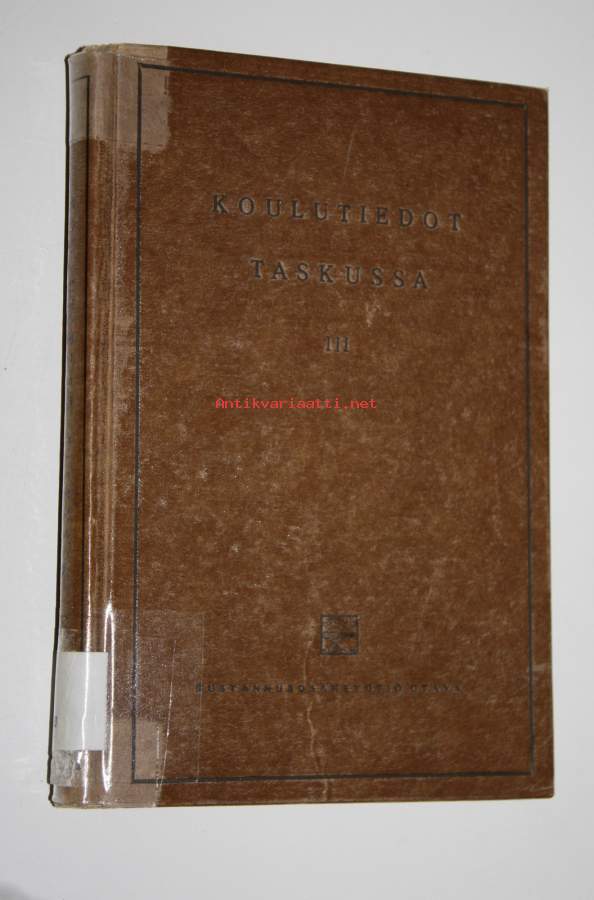 KOULUTIEDOT
TASKUSSA
III
Antikvariaatti.net
KUSTANNUSOSAKEYHTIÖ OTAVA